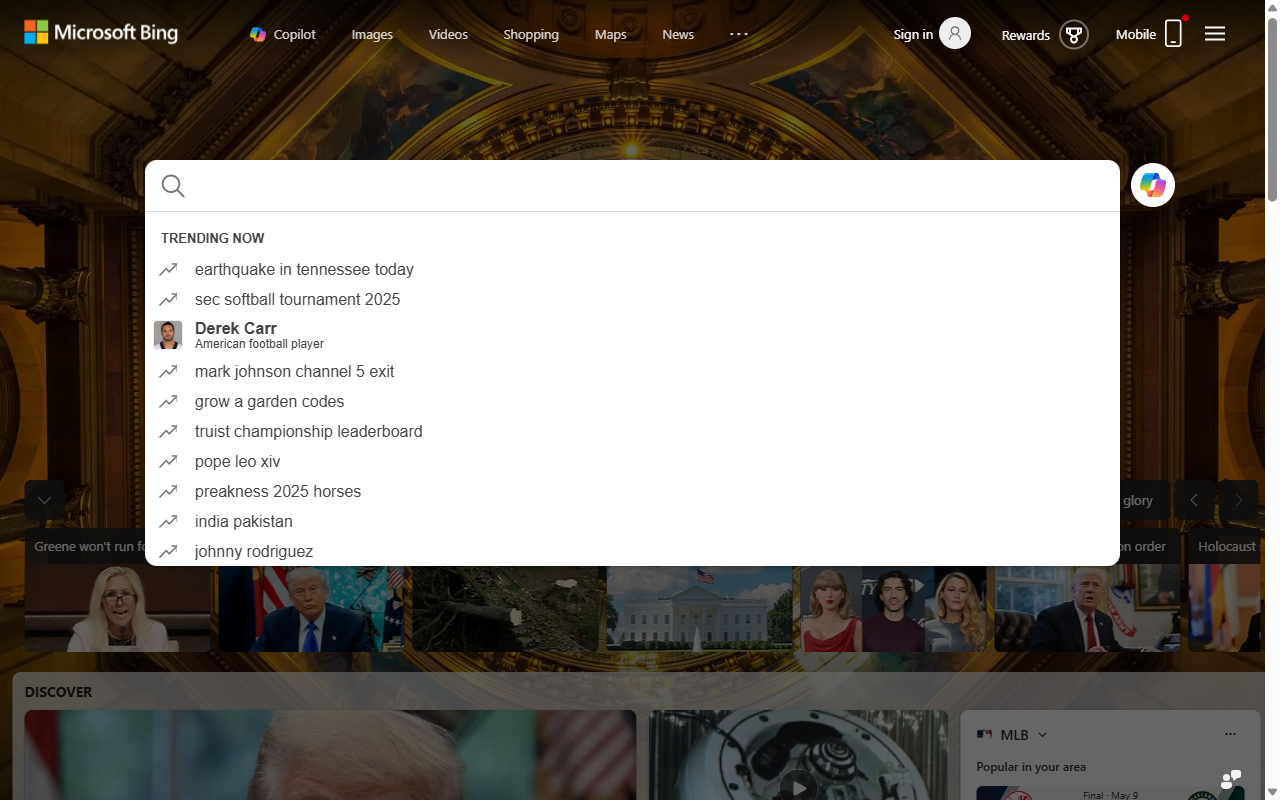 Microsoft Bing
Copilot
Images
Videos
Shopping
Maps
News
Sign in
Rewards
Mobile
TRENDING NOW
earthquake in tennessee today
sec softball tournament 2025
Derek Carr
American football player
mark johnson channel 5 exit
grow a garden codes
truist championship leaderboard
pope leo xiv
preakness 2025 horses
india pakistan
johnny rodriguez
glory
Greene won't run fo
on order
Holocaust
DISCOVER
MLB
Popular in your area
Final · May 9